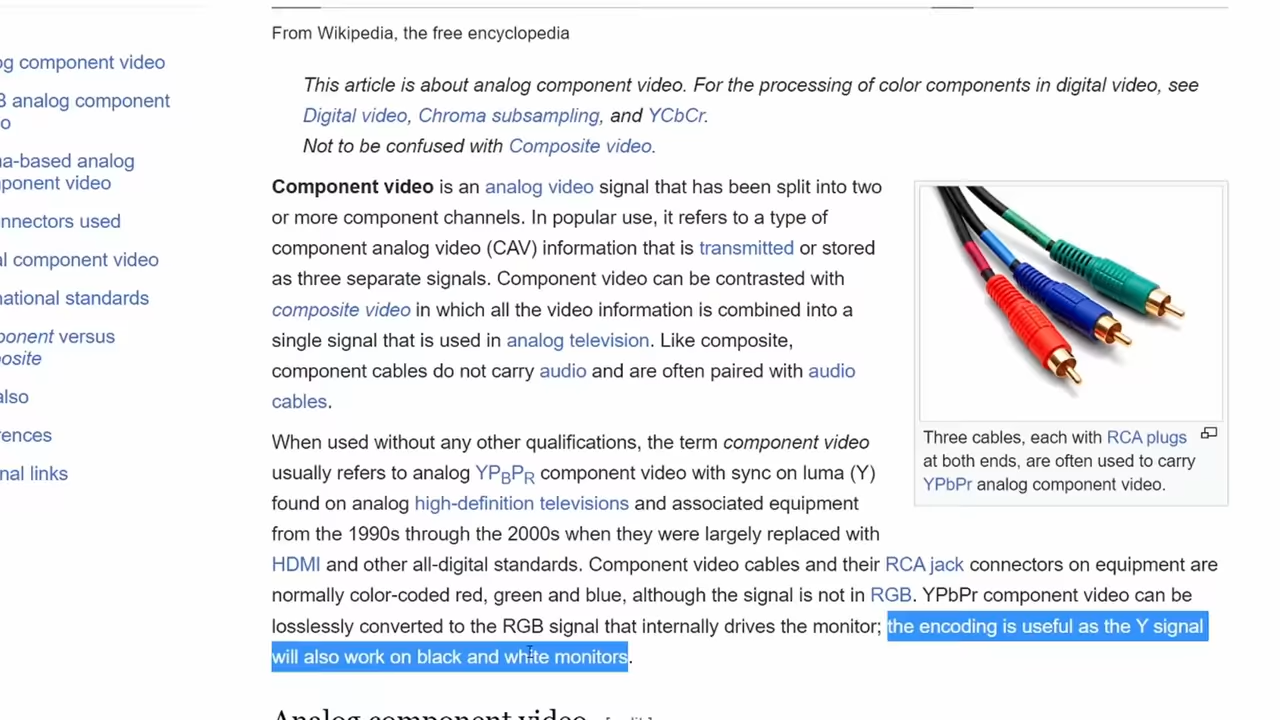 From Wikipedia, the free encyclopedia
This article is about analog component video. For the processing of color components in digital video, see
Digital video, Chroma subsampling, and YCbCr.
Not to be confused with Composite video.
og component video
B analog component
o
na-based analog
ponent video
onnectors used
al component video
national standards
ponent versus
posite
also
rences
nal links
Component video is an analog video signal that has been split into two
or more component channels. In popular use, it refers to a type of
component analog video (CAV) information that is transmitted or stored
as three separate signals. Component video can be contrasted with
composite video in which all the video information is combined into a
single signal that is used in analog television. Like composite,
component cables do not carry audio and are often paired with audio
cables.
When used without any other qualifications, the term component video
usually refers to analog YPBPR component video with sync on luma (Y)
found on analog high-definition televisions and associated equipment
from the 1990s through the 2000s when they were largely replaced with
HDMI and other all-digital standards. Component video cables and their RCA jack connectors on equipment are
normally color-coded red, green and blue, although the signal is not in RGB. YPbPr component video can be
losslessly converted to the RGB signal that internally drives the monitor; the encoding is useful as the Y signal
will also work on black and white monitors.
Three cables, each with RCA plugs
at both ends, are often used to carry
YPbPr analog component video.
Analog component video